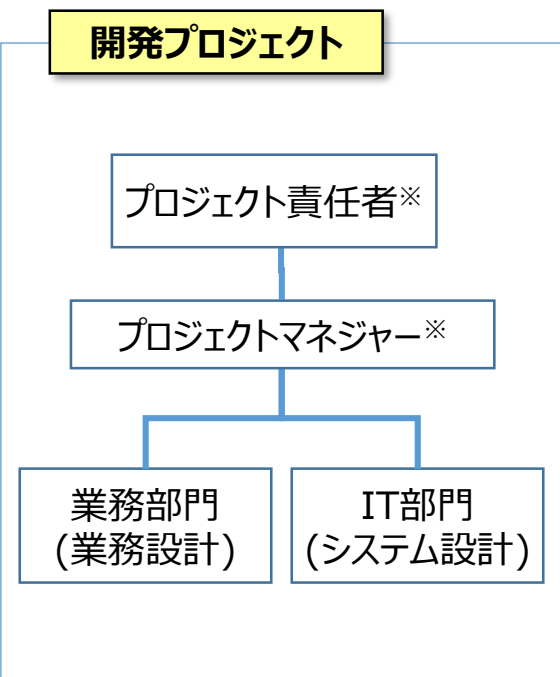 開発プロジェクト
プロジェクト責任者※
プロジェクトマネジャー※
業務部門
(業務設計)
IT部門
(システム設計)